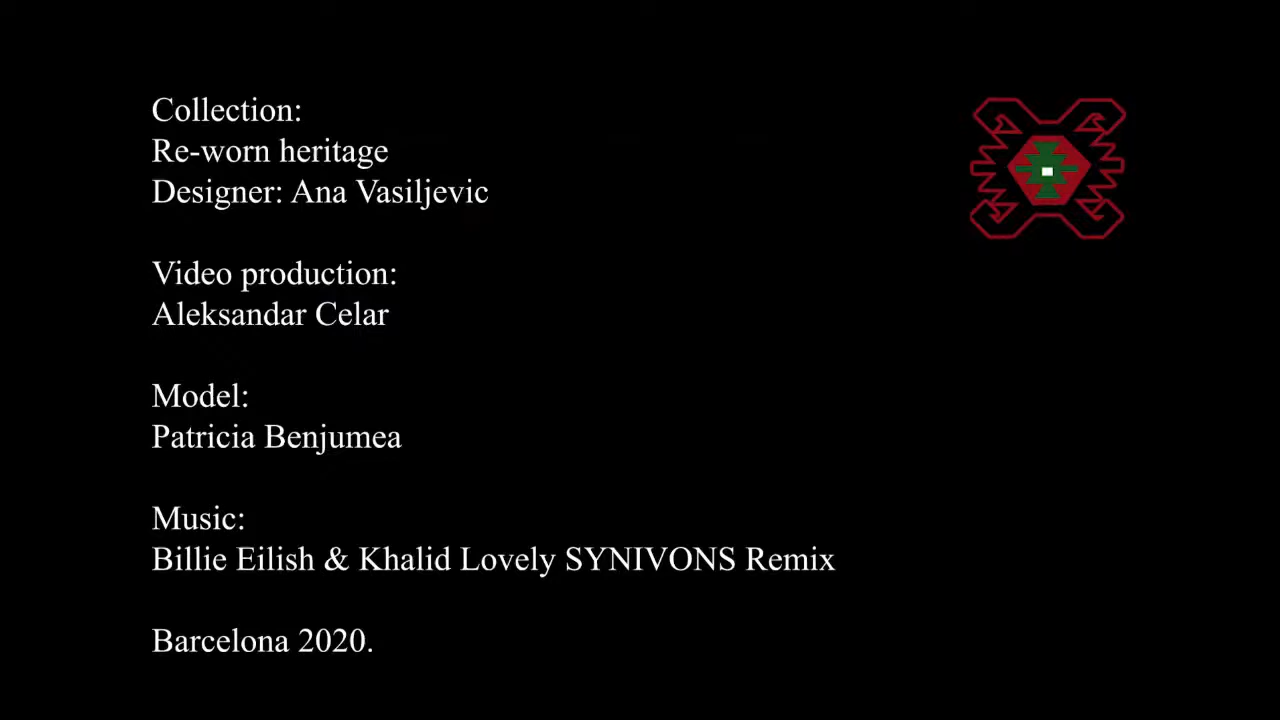 Collection:
Re-worn heritage
Designer: Ana Vasiljevic
Video production:
Aleksandar Celar
Model:
Patricia Benjumea
Music:
Billie Eilish & Khalid Lovely SYNIVONS Remix
Barcelona 2020.